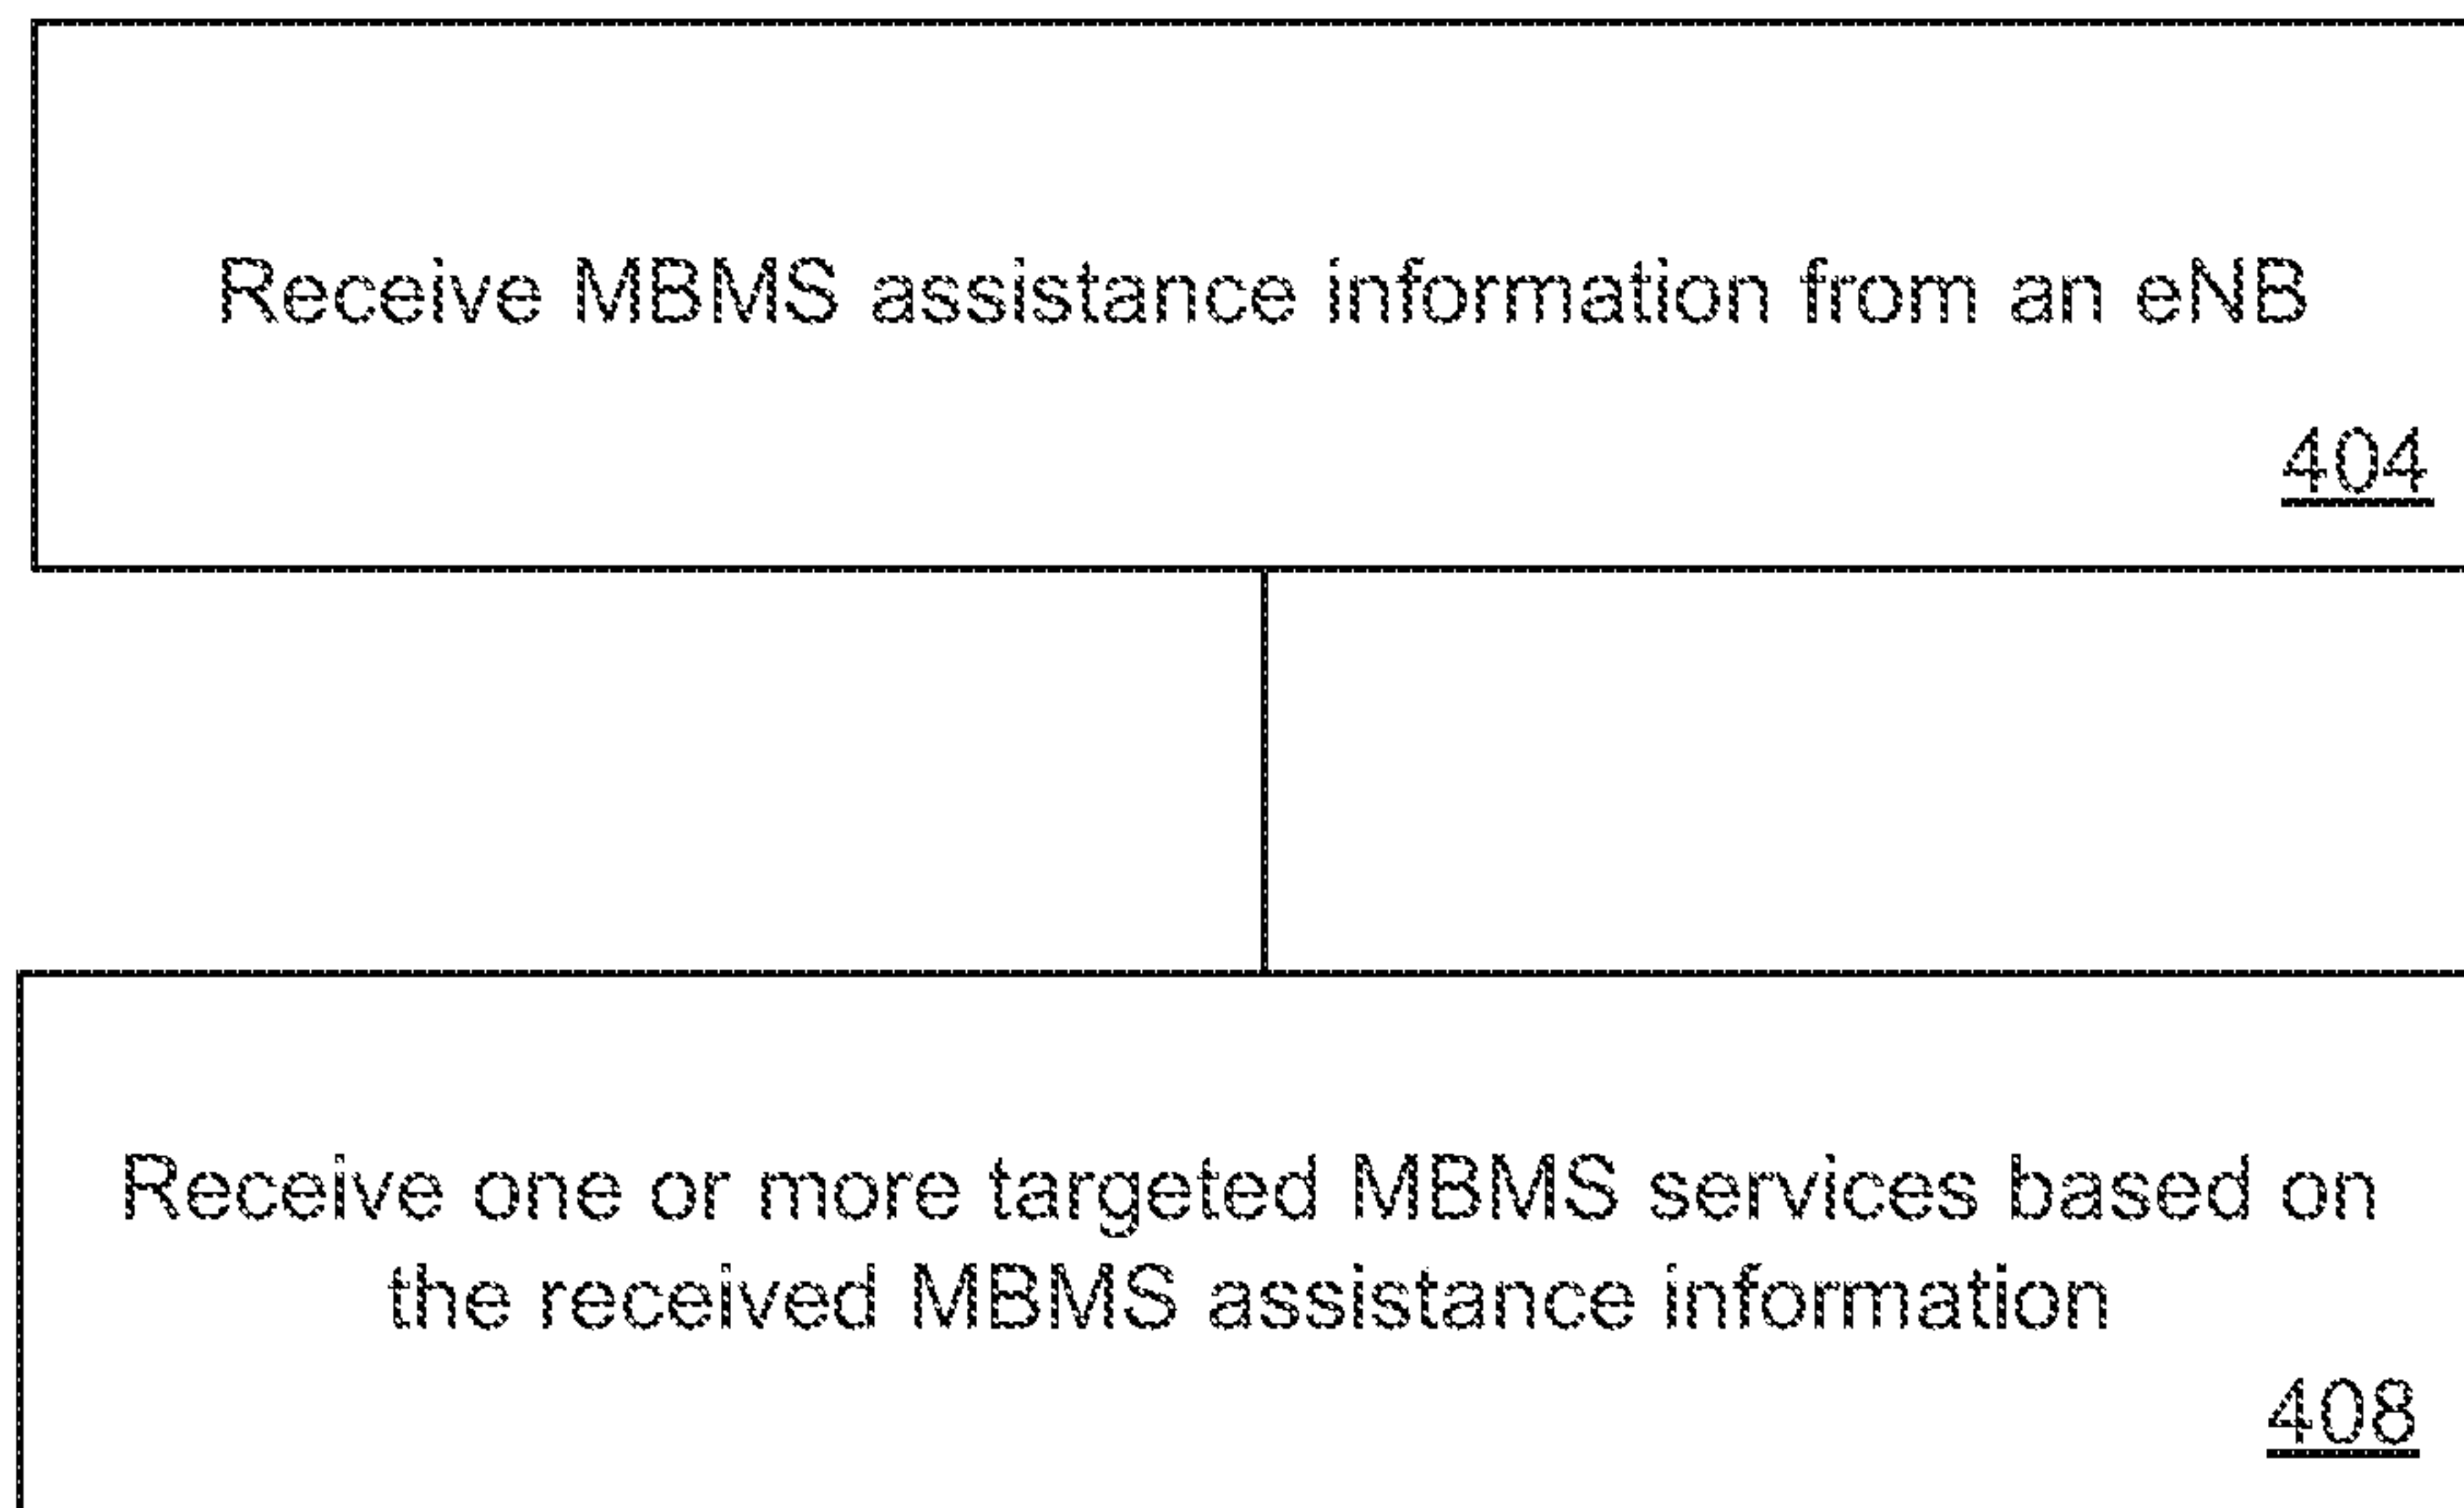 Receive MBMS assistance information from an eNB
404
Receive one or more targeted MBMS services based on
the received MBMS assistance information
408